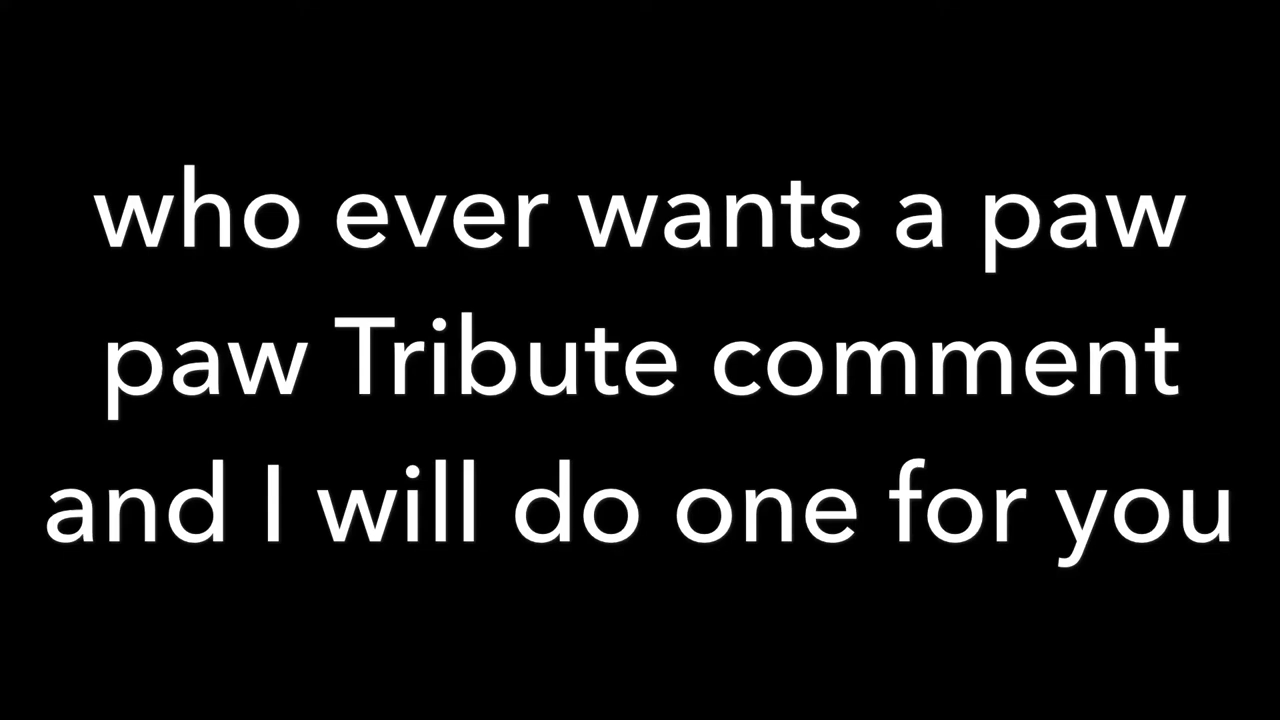 who ever wants a paw
paw Tribute comment
and I will do one for you